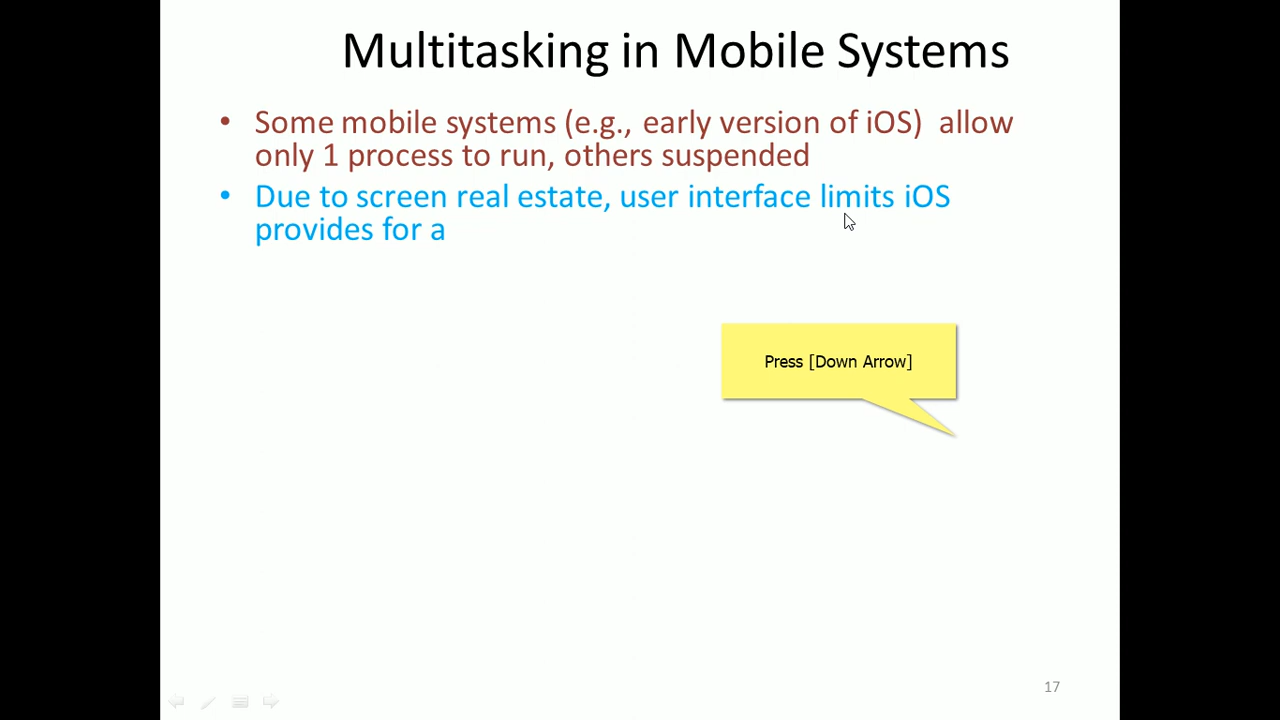 Multitasking in Mobile Systems
• Some mobile systems (e.g., early version of iOS)  allow
only 1 process to run, others suspended
• Due to screen real estate, user interface limits iOS
provides for a
Press [Down Arrow]
17